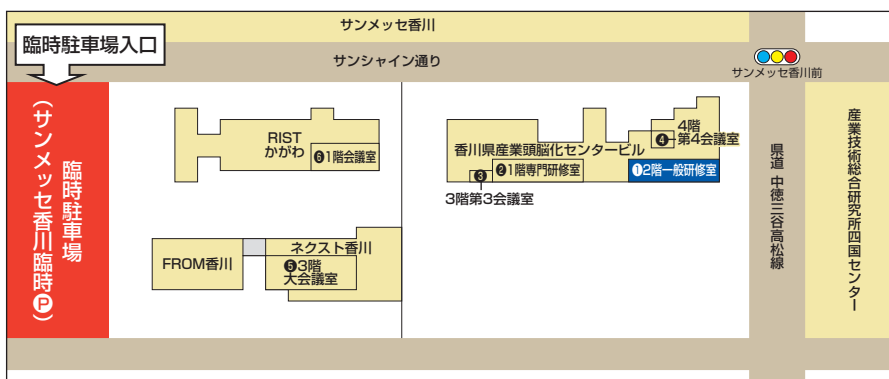 サンメッセ香川
臨時駐車場入口
サンシャイン通り
サンメッセ香川前
臨時駐車場
(サンメッセ香川臨時Ⓟ)
RIST
かがわ
❻1階会議室
香川県産業頭脳化センタービル
4階
❹第4会議室
❷1階専門研修室
❶2階一般研修室
❸
3階第3会議室
FROM香川
ネクスト香川
❺3階
大会議室
県道 中徳三谷高松線
産業技術総合研究所四国センター